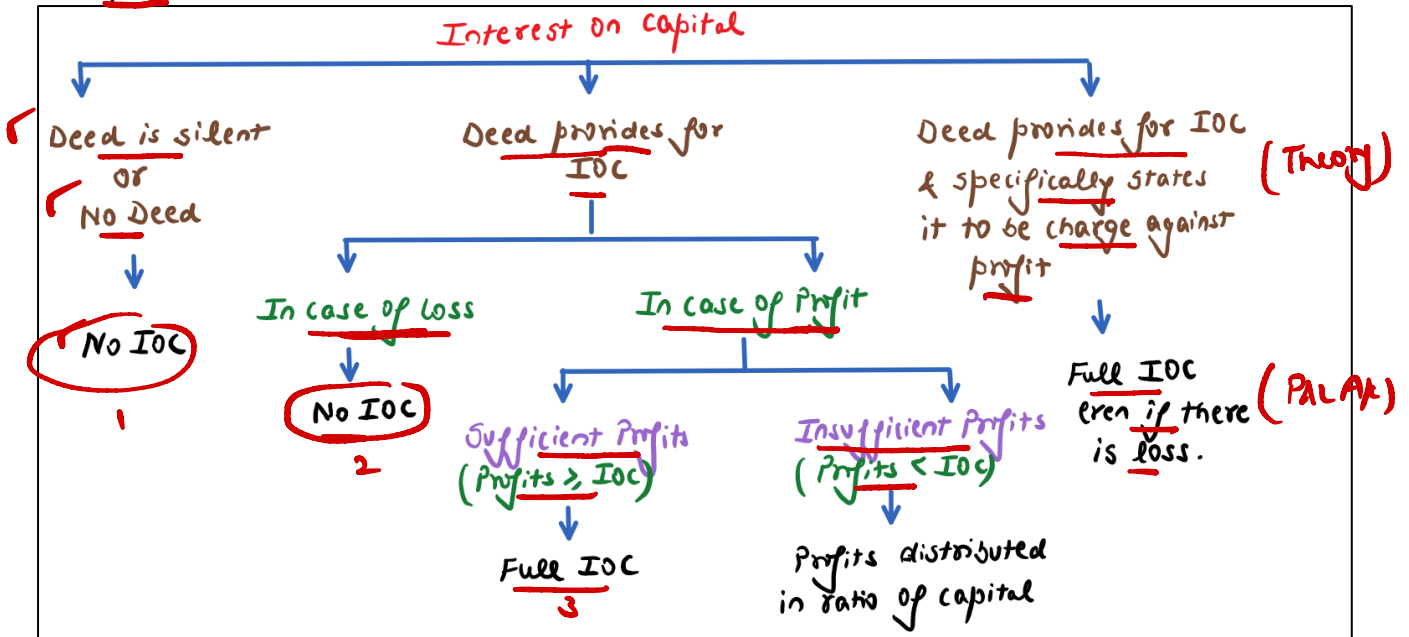 Interest on Capital
Deed is silent
or
No Deed
No IOC
1
Deed provides for
IOC
In case of loss
No IOC
2
In case of Profit
Sufficient Profits
(Profits ⩾ IOC)
Full IOC
3
Insufficient Profits
(Profits < IOC)
Profits distributed
in ratio of capital
Deed provides for IOC
& specifically states
it to be charge against
profit
(Theory)
Full IOC
even if there
is loss.
(P&L A/c)